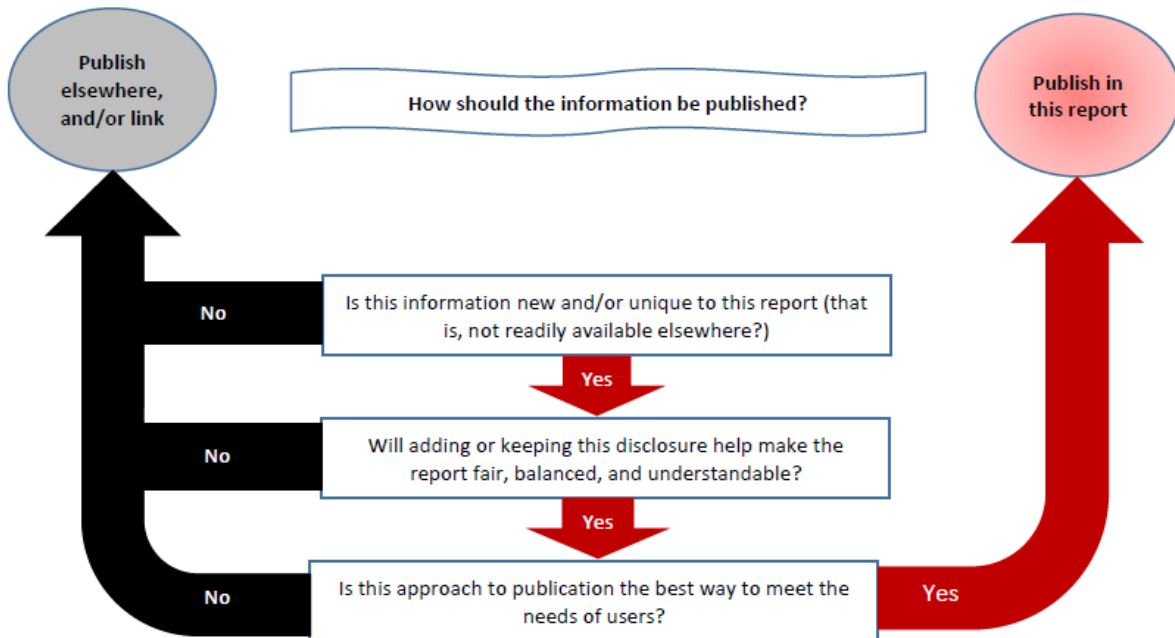 Publish
elsewhere,
and/or link
How should the information be published?
Publish in
this report
No
Is this information new and/or unique to this report (that
is, not readily available elsewhere?)
Yes
No
Will adding or keeping this disclosure help make the
report fair, balanced, and understandable?
Yes
No
Is this approach to publication the best way to meet the
needs of users?
Yes